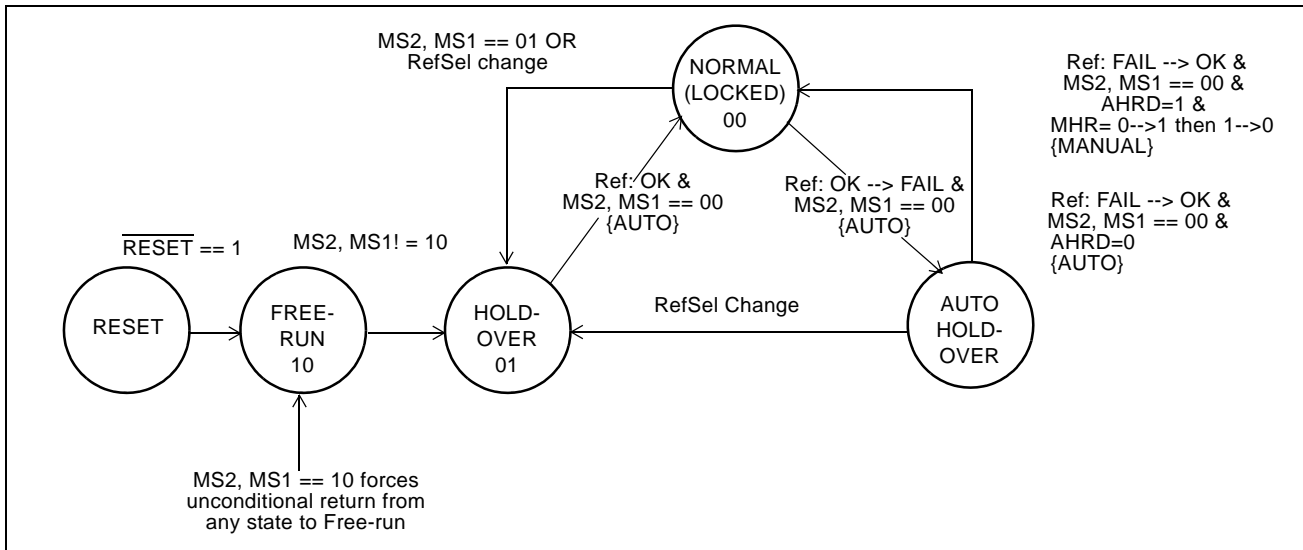 MS2, MS1 == 01 OR
RefSel change
NORMAL
(LOCKED)
00
Ref: FAIL --> OK &
MS2, MS1 == 00 &
AHRD=1 &
MHR= 0-->1 then 1-->0
{MANUAL}
Ref: OK &
MS2, MS1 == 00
{AUTO}
Ref: OK --> FAIL &
MS2, MS1 == 00
{AUTO}
Ref: FAIL --> OK &
MS2, MS1 == 00 &
AHRD=0
{AUTO}
RESET == 1
MS2, MS1! = 10
RESET
FREE-
RUN
10
HOLD-
OVER
01
RefSel Change
AUTO
HOLD-
OVER
MS2, MS1 == 10 forces
unconditional return from
any state to Free-run